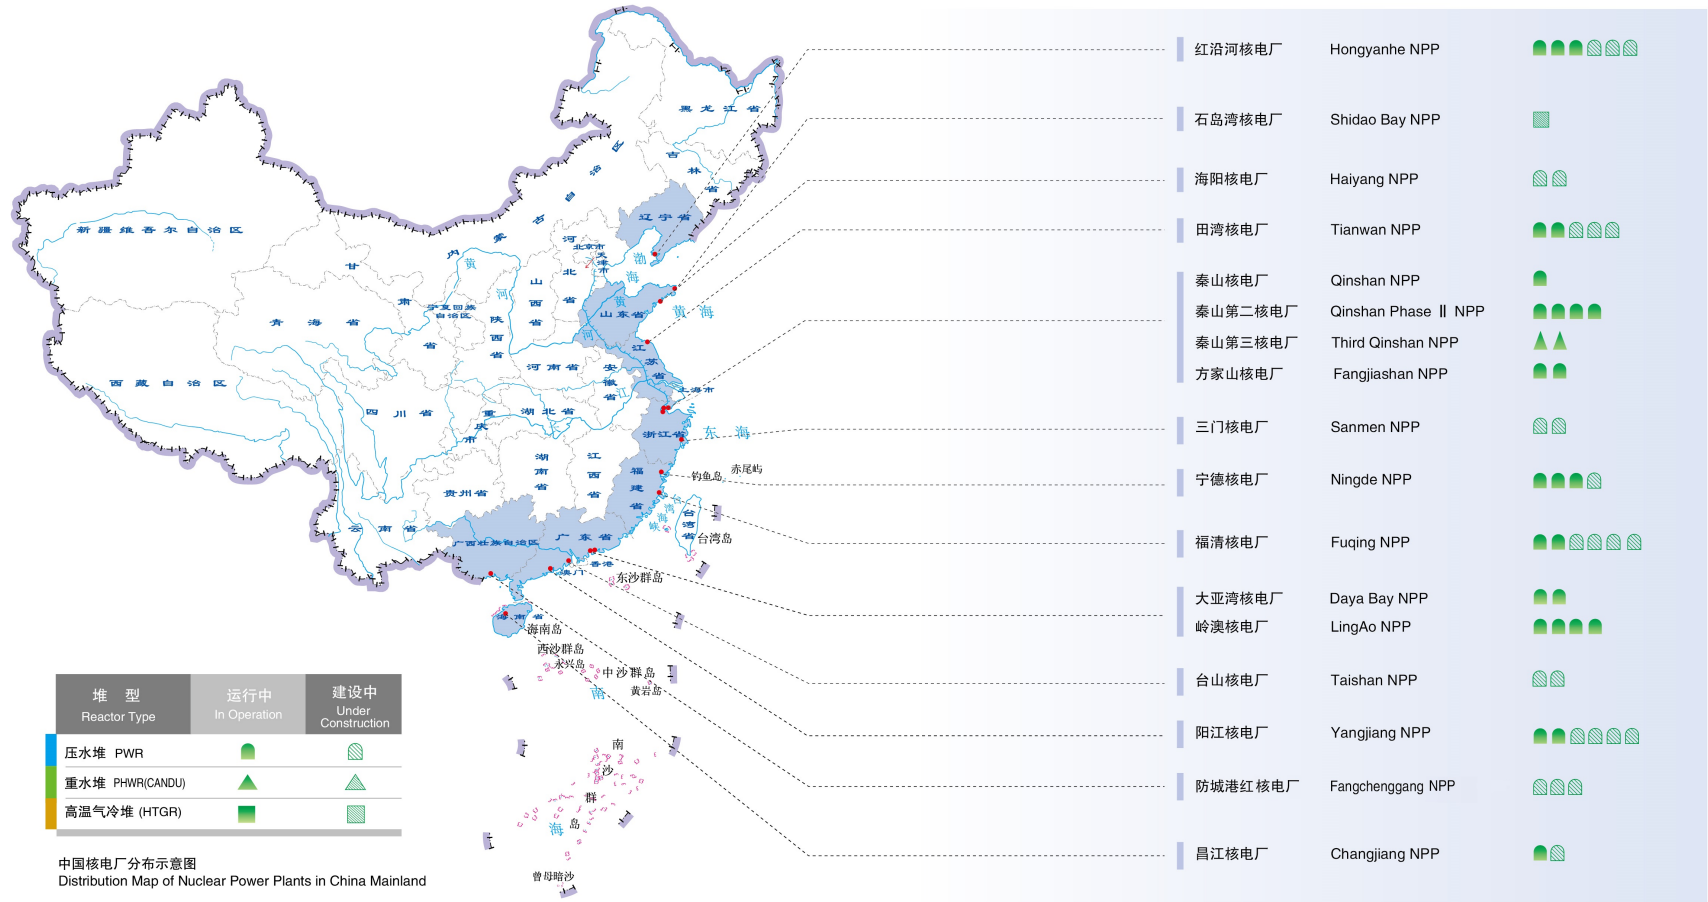 红沿河核电厂 Hongyanhe NPP
石岛湾核电厂 Shidao Bay NPP
海阳核电厂 Haiyang NPP
田湾核电厂 Tianwan NPP
秦山核电厂 Qinshan NPP
秦山第二核电厂 Qinshan Phase Ⅱ NPP
秦山第三核电厂 Third Qinshan NPP
方家山核电厂 Fangjiashan NPP
三门核电厂 Sanmen NPP
宁德核电厂 Ningde NPP
福清核电厂 Fuqing NPP
大亚湾核电厂 Daya Bay NPP
岭澳核电厂 LingAo NPP
台山核电厂 Taishan NPP
阳江核电厂 Yangjiang NPP
防城港红核电厂 Fangchenggang NPP
昌江核电厂 Changjiang NPP
黑龙江省
吉林省
辽宁省
内蒙古自治区
新疆维吾尔自治区
甘肃省
青海省
西藏自治区
宁夏回族
自治区
陕西省
山西省
河北省
北京市
天津市
山东省
河南省
江苏省
安徽省
上海市
湖北省
重庆市
四川省
浙江省
江西省
湖南省
贵州省
福建省
云南省
广西壮族自治区
广东省
香港
澳门
海南省
台湾省
渤海
黄海
黄河
黄河
江
东海
台湾海峡
钓鱼岛
赤尾屿
台湾岛
东沙群岛
海南岛
西沙群岛
永兴岛
中沙群岛
黄岩岛
南海
南沙群岛
曾母暗沙
堆 型 运行中 建设中
Reactor Type In Operation Under
Construction
压水堆 PWR
重水堆 PHWR(CANDU)
高温气冷堆 (HTGR)
中国核电厂分布示意图
Distribution Map of Nuclear Power Plants in China Mainland